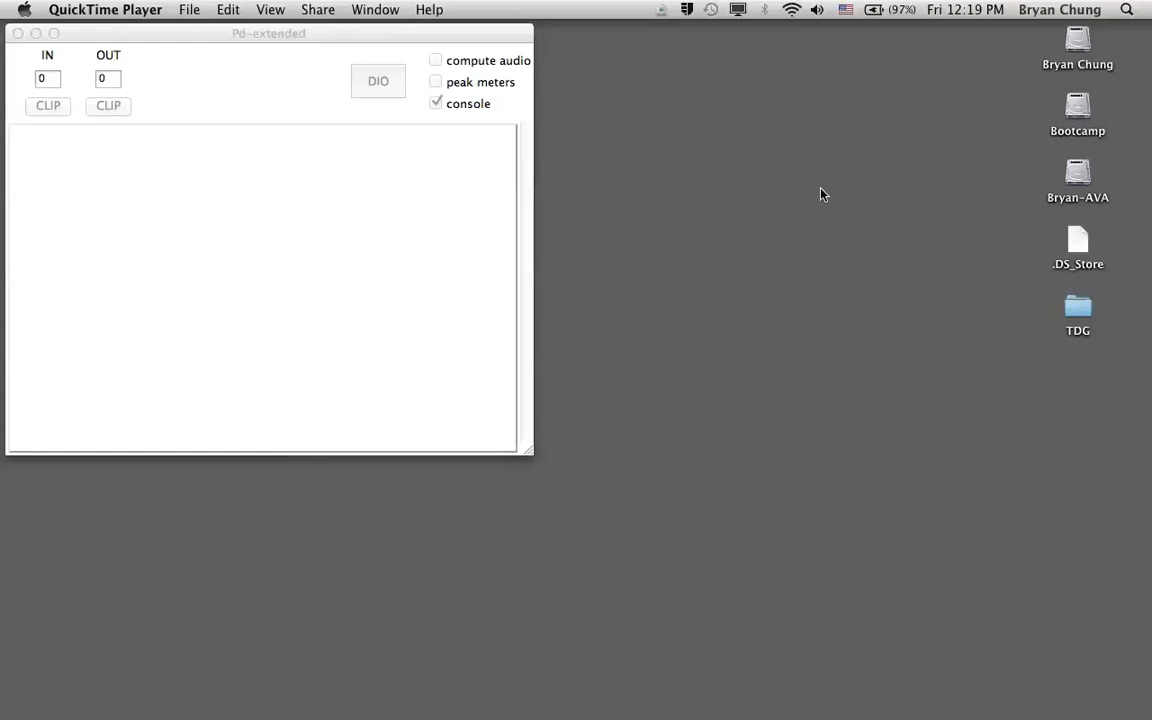 QuickTime Player File Edit View Share Window Help (97%) Fri 12:19 PM Bryan Chung
Pd-extended
IN OUT
0 0
CLIP CLIP
DIO
compute audio
peak meters
console
Bryan Chung
Bootcamp
Bryan-AVA
.DS_Store
TDG